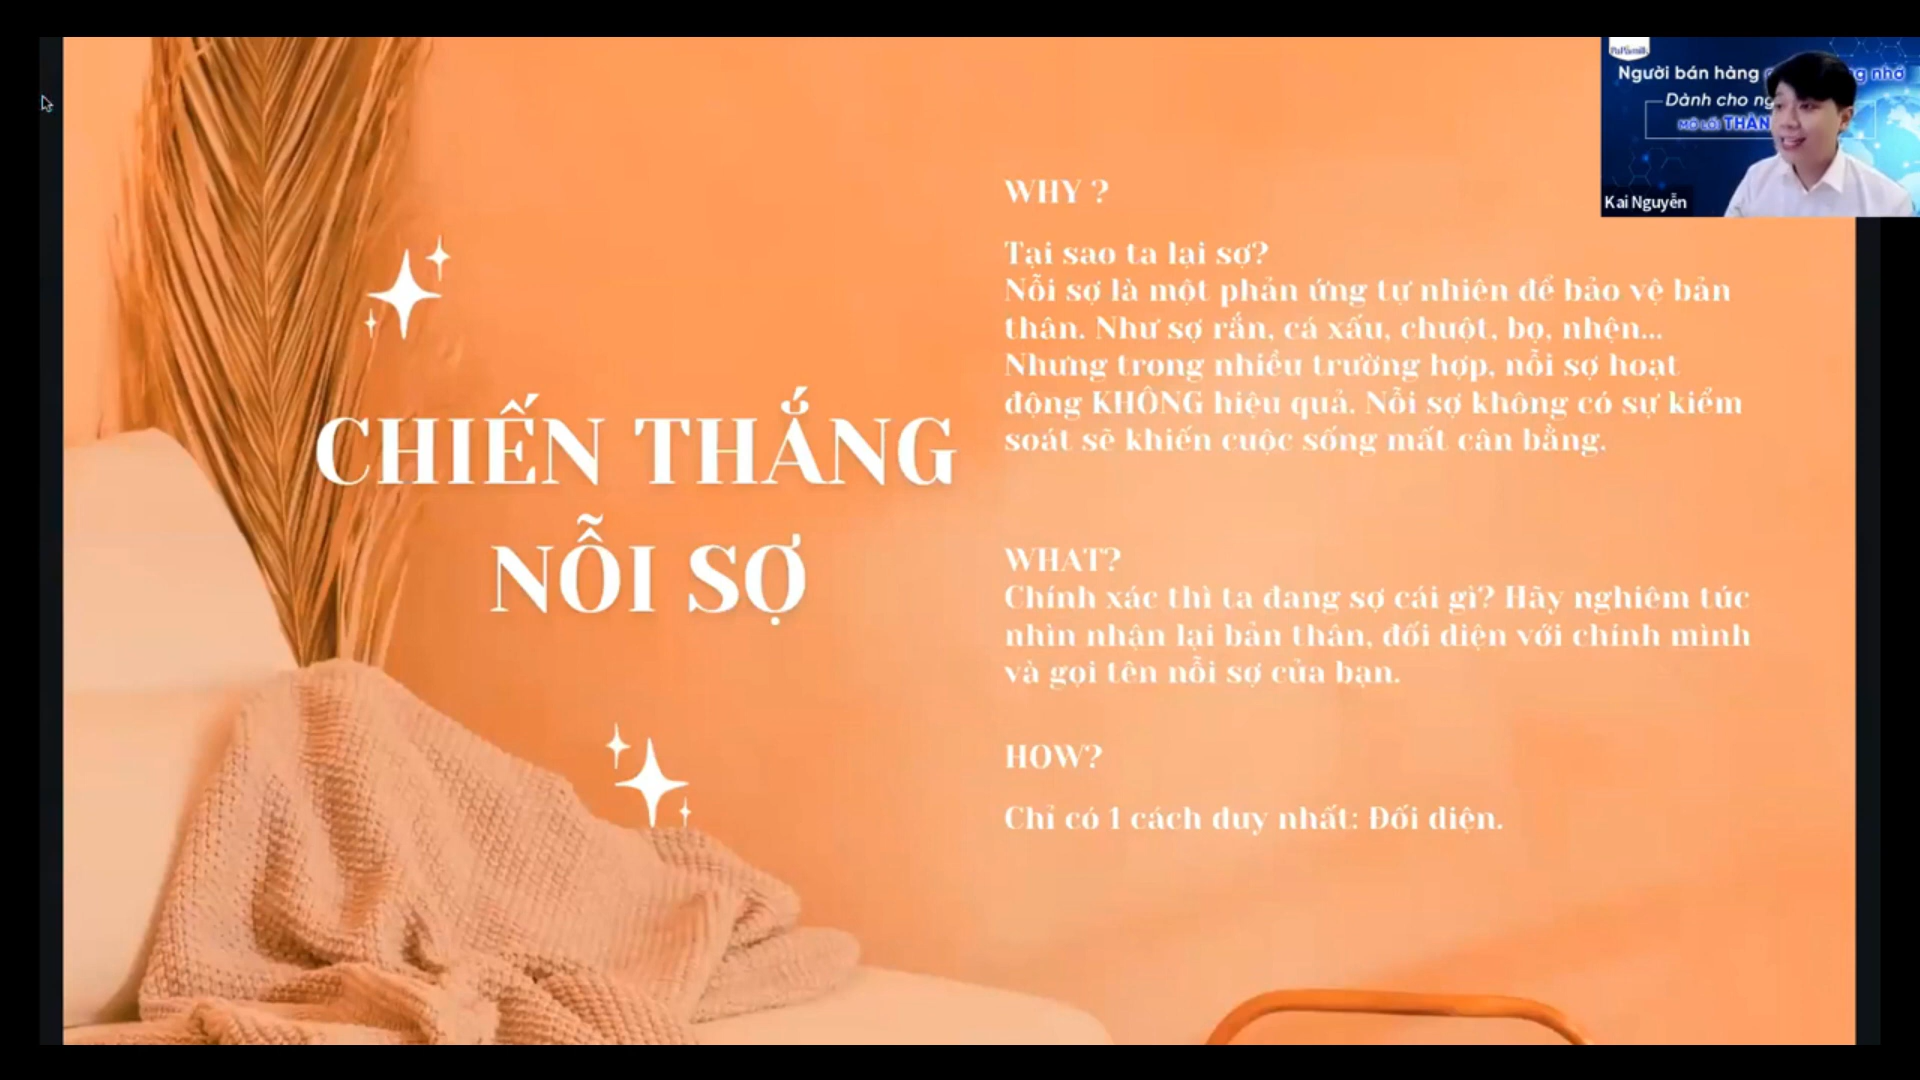 CHIẾN THẮNG
NỖI SỢ
WHY ?
Tại sao ta lại sợ?
Nỗi sợ là một phản ứng tự nhiên để bảo vệ bản
thân. Như sợ rắn, cá xấu, chuột, bọ, nhện...
Nhưng trong nhiều trường hợp, nỗi sợ hoạt
động KHÔNG hiệu quả. Nỗi sợ không có sự kiểm
soát sẽ khiến cuộc sống mất cân bằng.
WHAT?
Chính xác thì ta đang sợ cái gì? Hãy nghiêm túc
nhìn nhận lại bản thân, đối diện với chính mình
và gọi tên nỗi sợ của bạn.
HOW?
Chỉ có 1 cách duy nhất: Đối diện.
Người bán hàng nhớ
Dành cho
THÀN
Kai Nguyễn